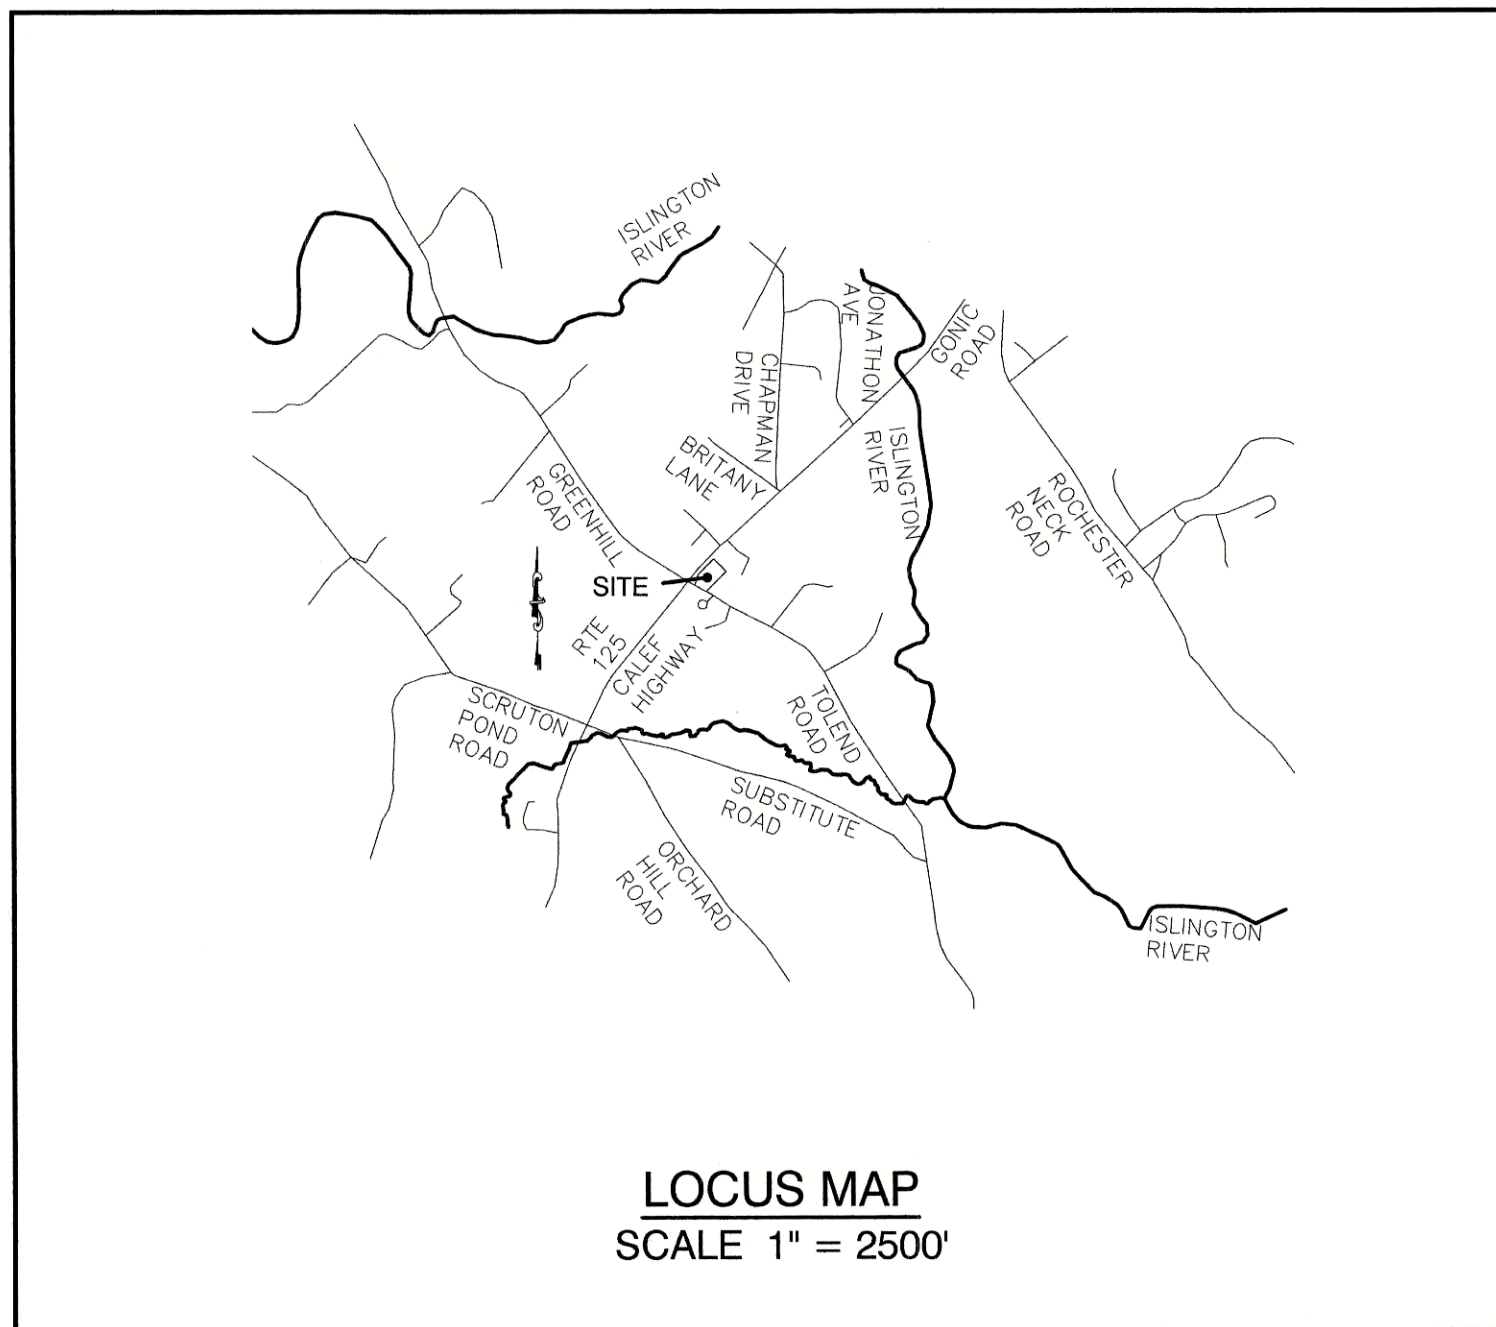 ISLINGTON
RIVER
JONATHON
AVE
GONIC
ROAD
CHAPMAN
DRIVE
BRITANY
LANE
ISLINGTON
RIVER
GREENHILL
ROAD
ROCHESTER
NECK
ROAD
SITE
RTE
125
CALEF
HIGHWAY
SCRUTON
POND
ROAD
TOLEND
ROAD
SUBSTITUTE
ROAD
ORCHARD
HILL
ROAD
ISLINGTON
RIVER
LOCUS MAP
SCALE 1" = 2500'